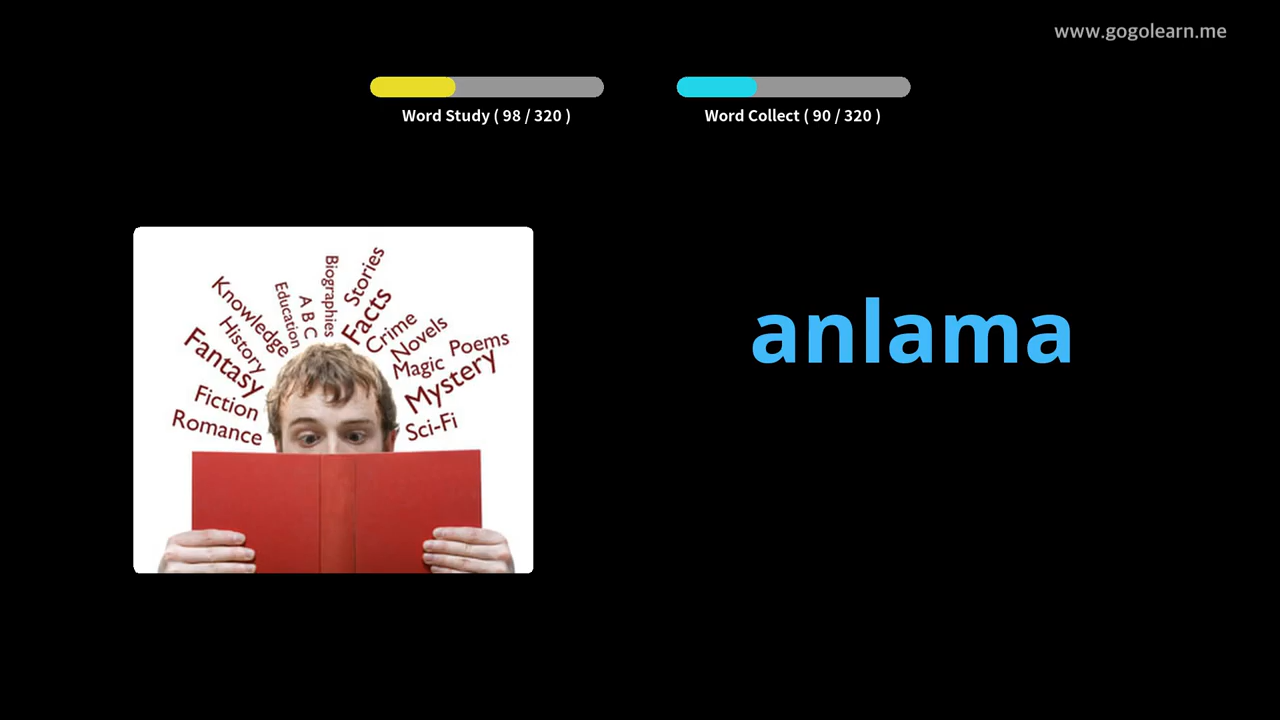 www.gogolearn.me
Word Study ( 98 / 320 )
Word Collect ( 90 / 320 )
Stories
Biographies
Facts
A B C
Education
Knowledge
Crime
Novels
History
Poems
Fantasy
Magic
Mystery
Fiction
Romance
Sci-Fi
anlama